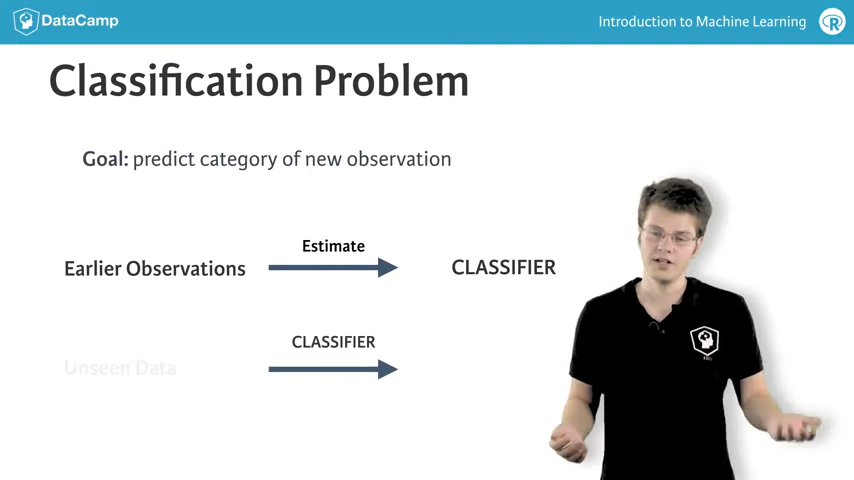 DataCamp
Introduction to Machine Learning
R
Classification Problem
Goal: predict category of new observation
Estimate
Earlier Observations
CLASSIFIER
CLASSIFIER
Unseen Data